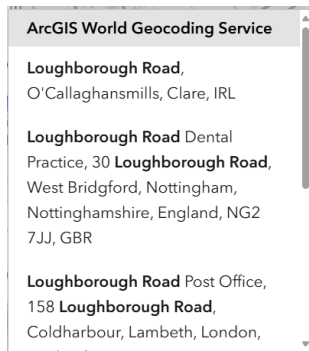 ArcGIS World Geocoding Service
Loughborough Road,
O'Callaghansmills, Clare, IRL
Loughborough Road Dental
Practice, 30 Loughborough Road,
West Bridgford, Nottingham,
Nottinghamshire, England, NG2
7JJ, GBR
Loughborough Road Post Office,
158 Loughborough Road,
Coldharbour, Lambeth, London,